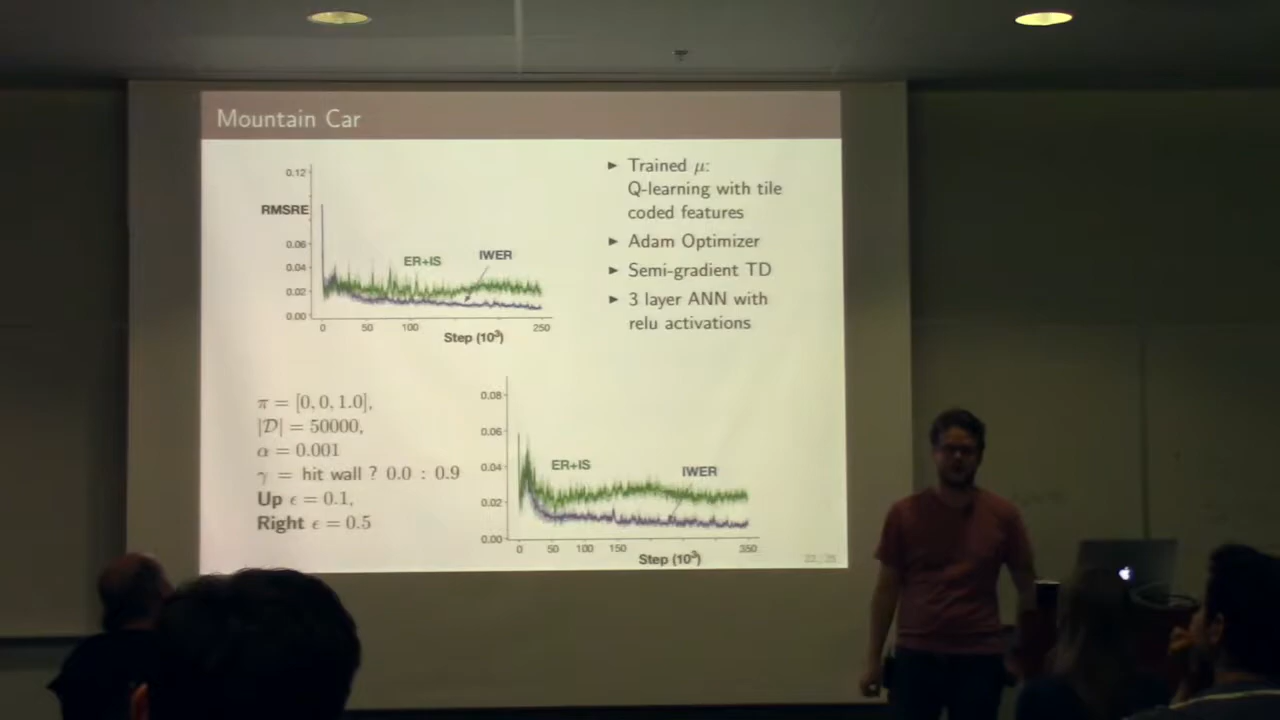 Mountain Car
0.12
RMSRE
0.06
0.04
0.02
0.00
ER+IS
IWER
0
50
100
250
Step (10³)
► Trained μ:
Q-learning with tile
coded features
► Adam Optimizer
► Semi-gradient TD
► 3 layer ANN with
relu activations
π = [0, 0, 1.0],
|𝒟| = 50000,
α = 0.001
γ = hit wall ? 0.0 : 0.9
Up ϵ = 0.1,
Right ϵ = 0.5
0.08
0.06
0.04
0.02
0.00
ER+IS
IWER
0
50
100
150
350
Step (10³)